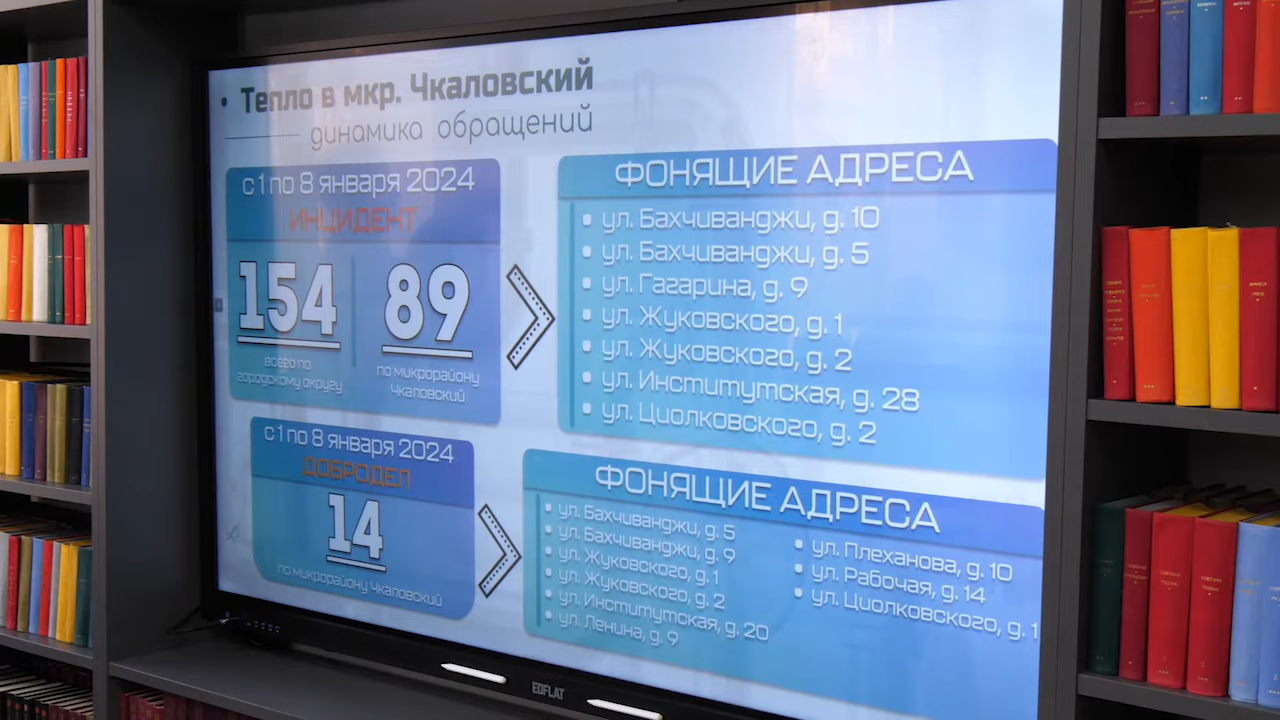 • Тепло в мкр. Чкаловский
динамика обращений
с 1 по 8 января 2024
ИНЦИДЕНТ
154
всего по
городскому округу
89
по микрорайону
Чкаловский
ФОНЯЩИЕ АДРЕСА
ул. Бахчиванджи, д. 10
ул. Бахчиванджи, д. 5
ул. Гагарина, д. 9
ул. Жуковского, д. 1
ул. Жуковского, д. 2
ул. Институтская, д. 28
ул. Циолковского, д. 2
с 1 по 8 января 2024
ДОБРОДЕЛ
14
по микрорайону Чкаловский
ФОНЯЩИЕ АДРЕСА
ул. Бахчиванджи, д. 5
ул. Бахчиванджи, д. 9
ул. Жуковского, д. 1
ул. Жуковского, д. 2
ул. Институтская, д. 20
ул. Ленина, д. 9
ул. Плеханова, д. 10
ул. Рабочая, д. 14
ул. Циолковского, д. 1
EDFLAT